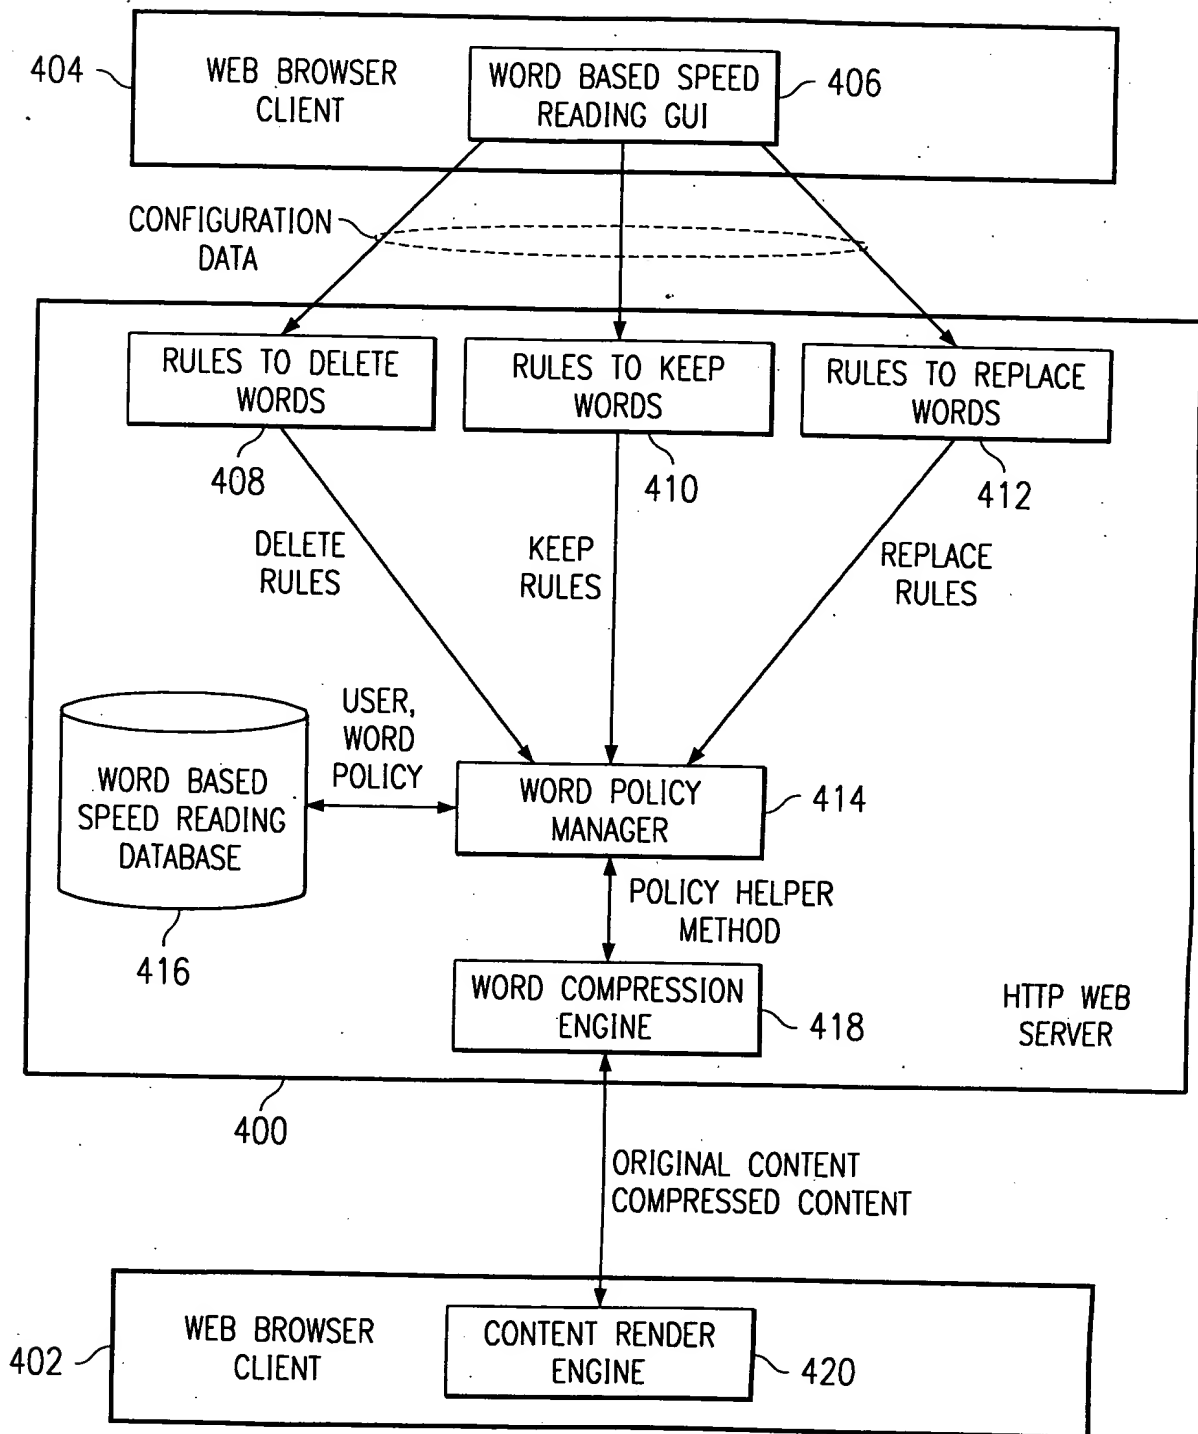 404
WEB BROWSER
CLIENT
WORD BASED SPEED
READING GUI
406
CONFIGURATION
DATA
RULES TO DELETE
WORDS
RULES TO KEEP
WORDS
RULES TO REPLACE
WORDS
408
410
412
DELETE
RULES
KEEP
RULES
REPLACE
RULES
USER,
WORD
POLICY
WORD BASED
SPEED READING
DATABASE
416
WORD POLICY
MANAGER
414
POLICY HELPER
METHOD
WORD COMPRESSION
ENGINE
418
HTTP WEB
SERVER
400
ORIGINAL CONTENT
COMPRESSED CONTENT
402
WEB BROWSER
CLIENT
CONTENT RENDER
ENGINE
420